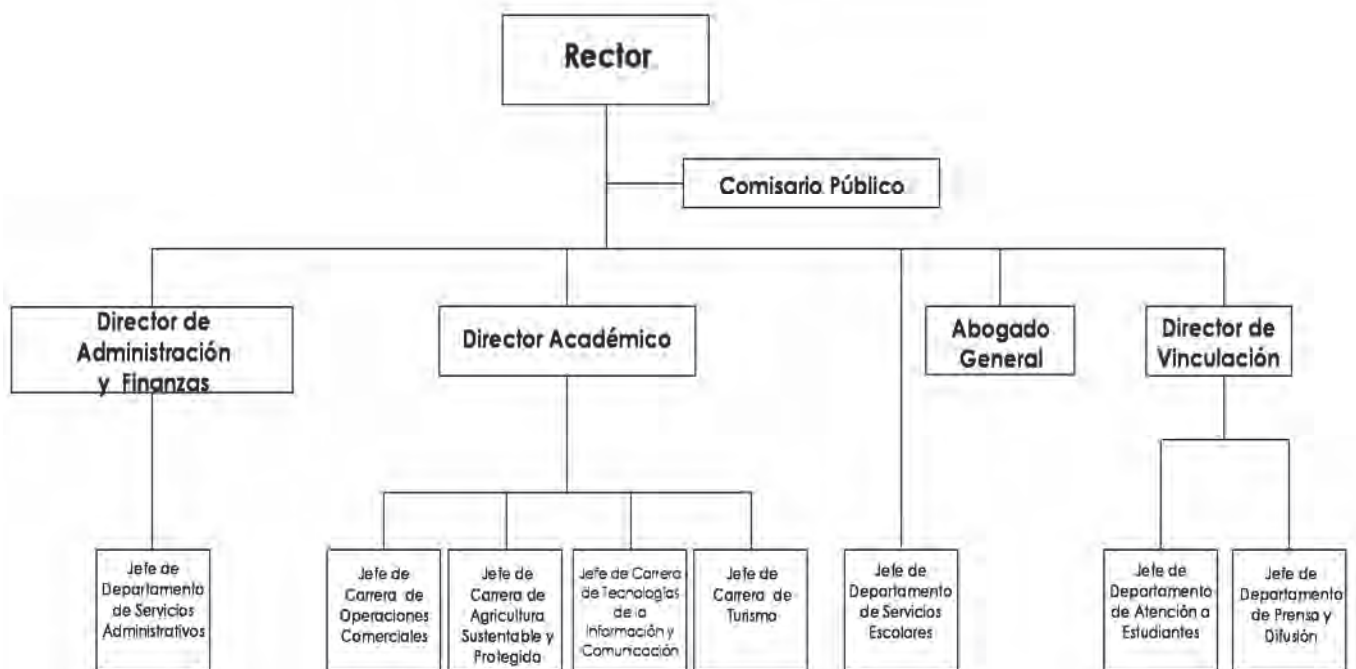 Rector
Comisario Público
Director de
Administración
y Finanzas
Director Académico
Abogado
General
Director de
Vinculación
Jefe de
Departamento
de Servicios
Administrativos
Jefe de
Carrera de
Operaciones
Comerciales
Jefe de
Carrera de
Agricultura
Sustentable y
Protegida
Jefe de Carrera
de Tecnologías
de la
Información y
Comunicación
Jefe de
Carrera de
Turismo
Jefe de
Departamento
de Servicios
Escolares
Jefe de
Departamento
de Atención a
Estudiantes
Jefe de
Departamento
de Prensa y
Difusión